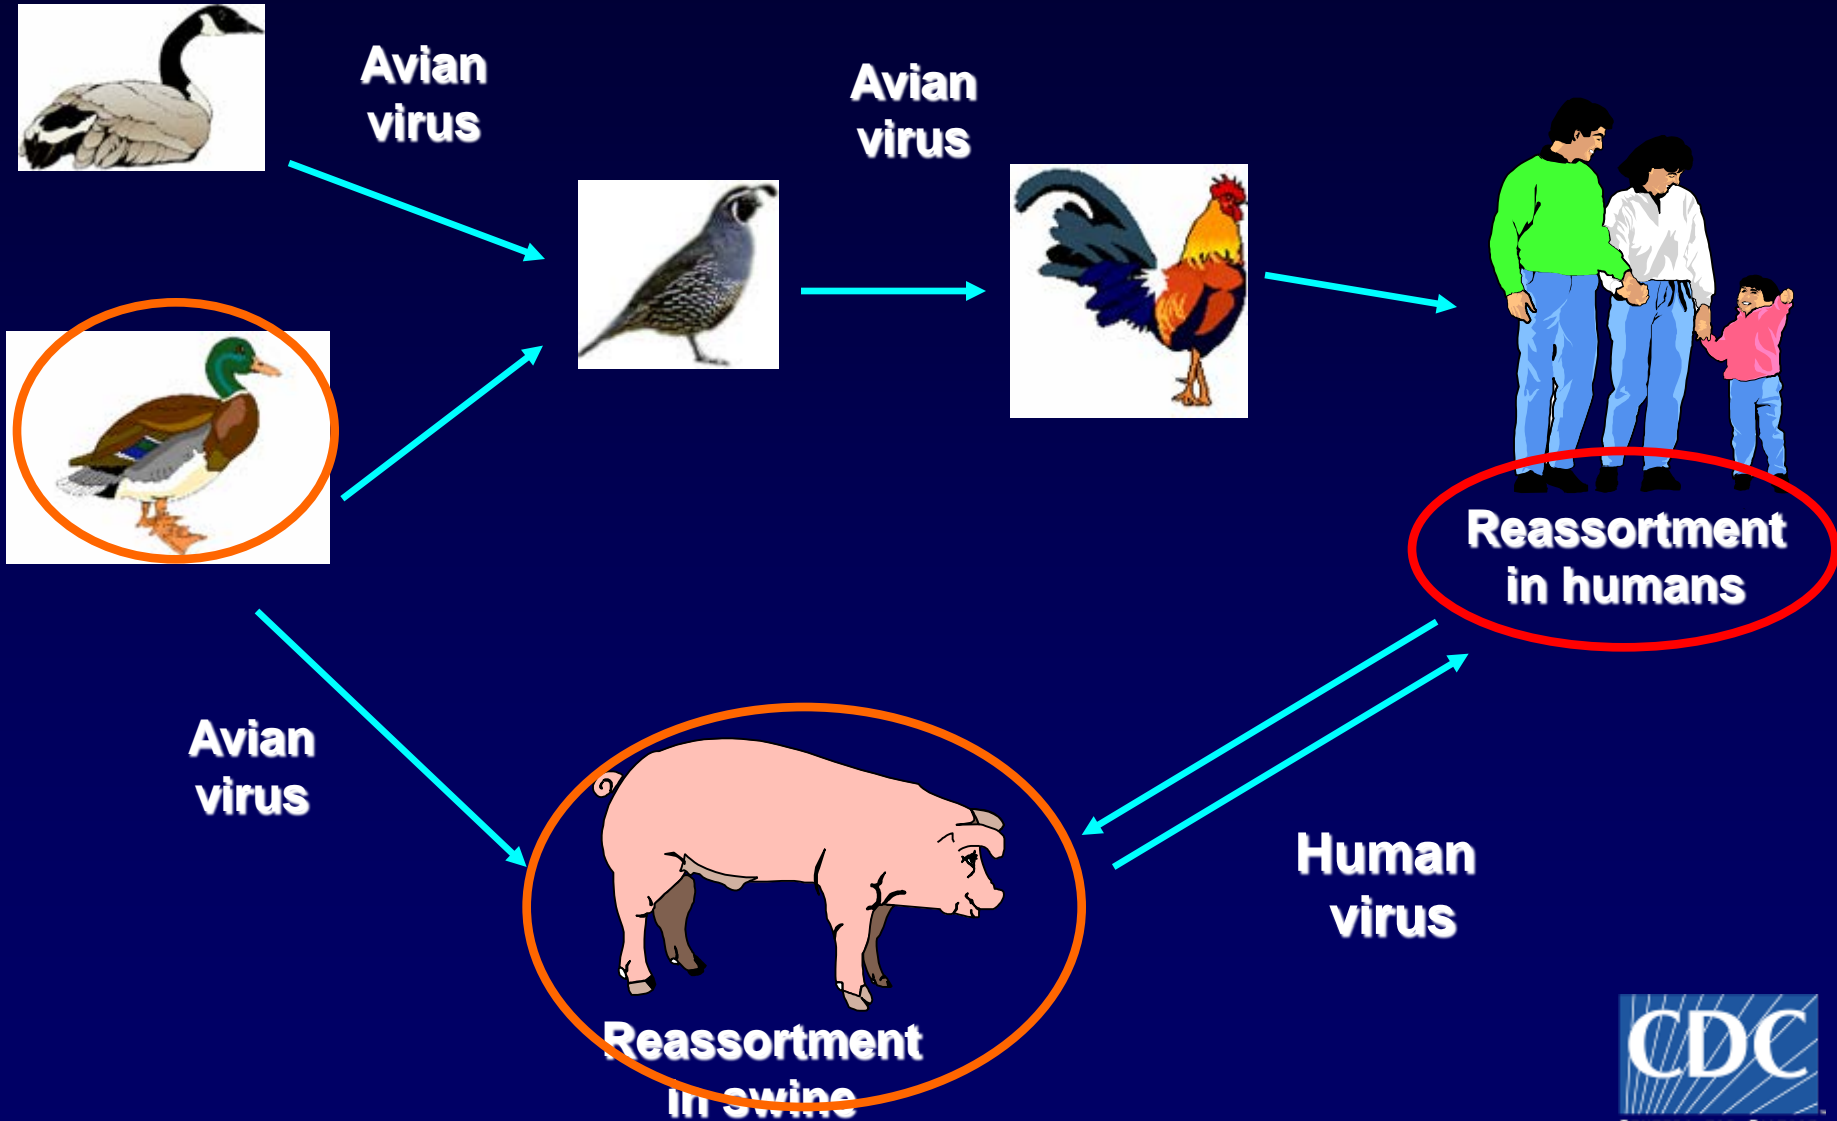 Avian
virus
Avian
virus
Reassortment
in humans
Avian
virus
Human
virus
Reassortment
in swine
CDC